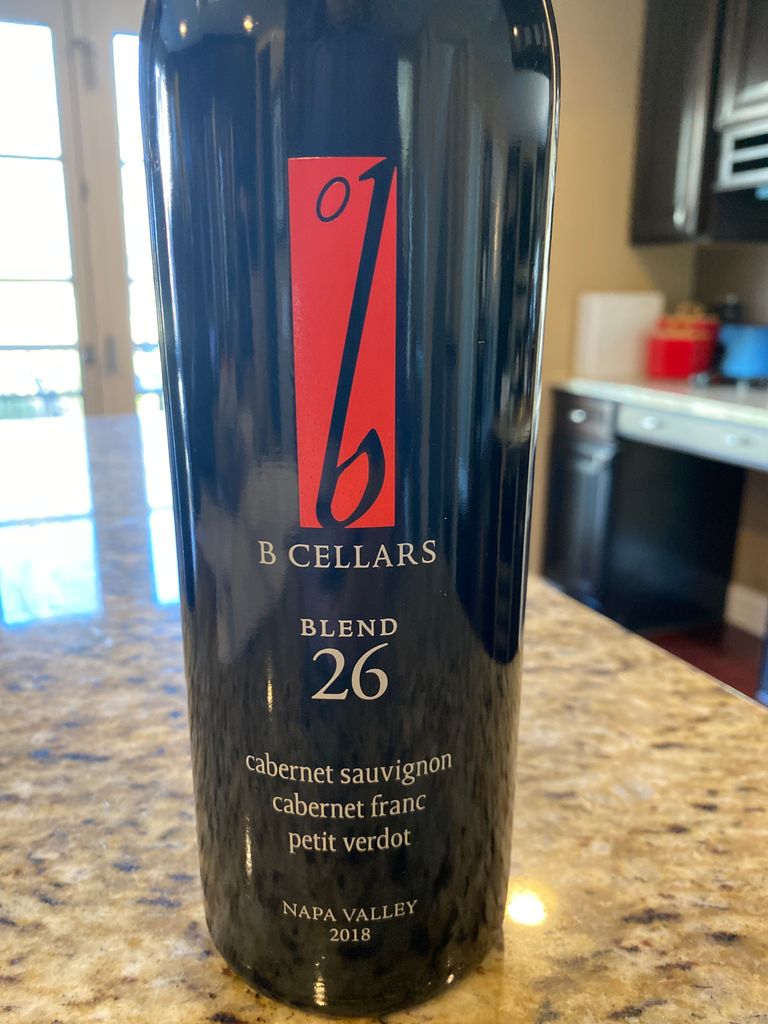 °b
B CELLARS
BLEND
26
cabernet sauvignon
cabernet franc
petit verdot
NAPA VALLEY
2018